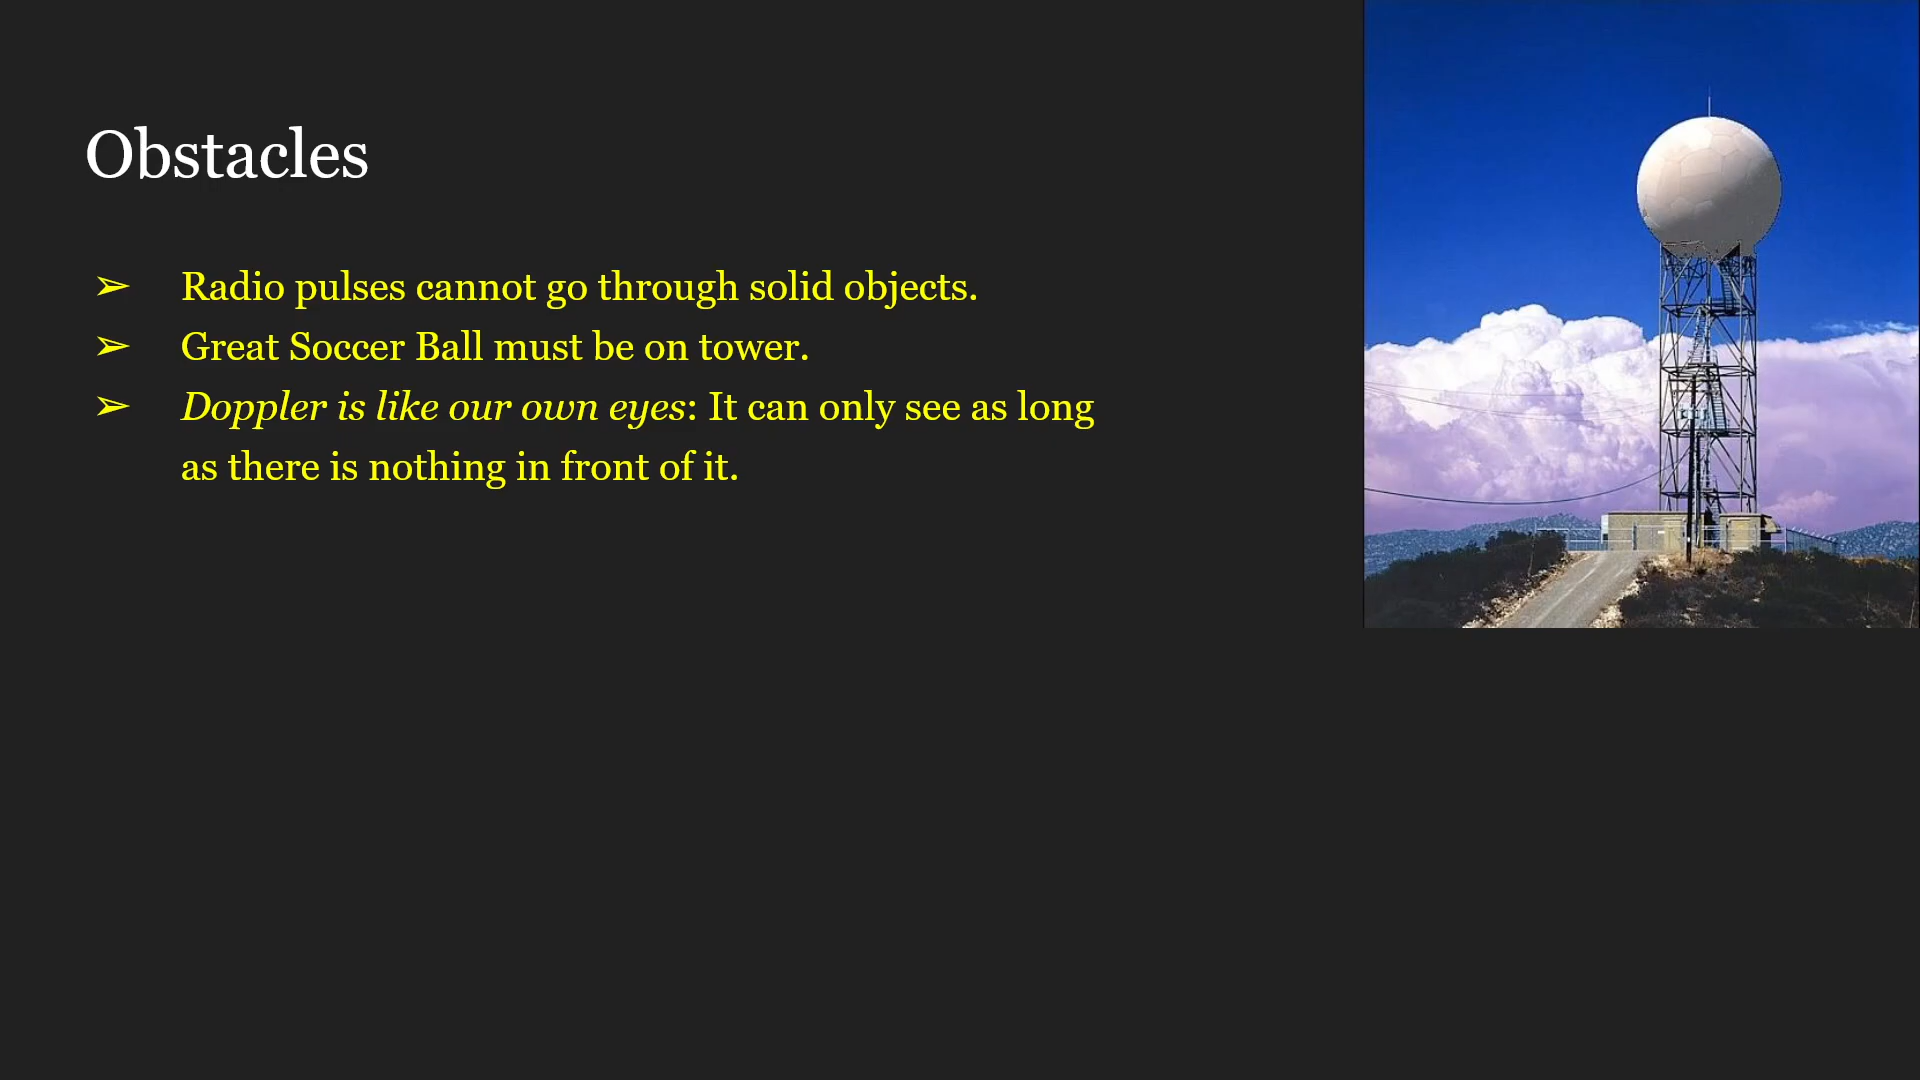 Obstacles
➢ Radio pulses cannot go through solid objects.
➢ Great Soccer Ball must be on tower.
➢ Doppler is like our own eyes: It can only see as long
as there is nothing in front of it.